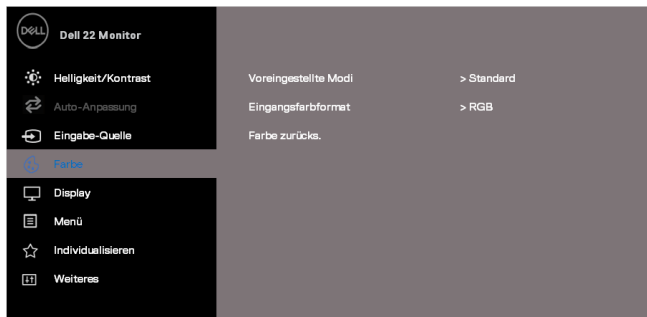 DELL
Dell 22 Monitor
Helligkeit/Kontrast
Voreingestellte Modi > Standard
Auto-Anpassung
Eingangsfarbformat > RGB
Eingabe-Quelle
Farbe zurücks.
Farbe
Display
Menü
Individualisieren
Weiteres